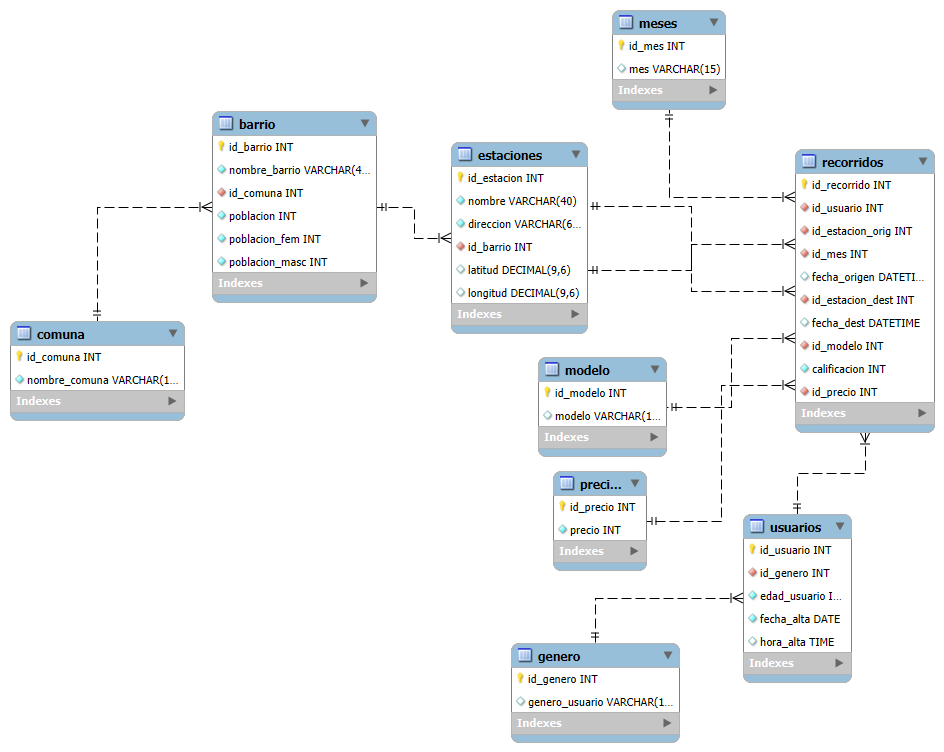 meses
id_mes INT
mes VARCHAR(15)
Indexes
barrio
id_barrio INT
nombre_barrio VARCHAR(4...
id_comuna INT
poblacion INT
poblacion_fem INT
poblacion_masc INT
Indexes
estaciones
id_estacion INT
nombre VARCHAR(40)
direccion VARCHAR(6...
id_barrio INT
latitud DECIMAL(9,6)
longitud DECIMAL(9,6)
Indexes
recorridos
id_recorrido INT
id_usuario INT
id_estacion_orig INT
id_mes INT
fecha_origen DATETI...
id_estacion_dest INT
fecha_dest DATETIME
id_modelo INT
calificacion INT
id_precio INT
Indexes
comuna
id_comuna INT
nombre_comuna VARCHAR(1...
Indexes
modelo
id_modelo INT
modelo VARCHAR(1...
Indexes
preci...
id_precio INT
precio INT
Indexes
usuarios
id_usuario INT
id_genero INT
edad_usuario I...
fecha_alta DATE
hora_alta TIME
Indexes
genero
id_genero INT
genero_usuario VARCHAR(1...
Indexes